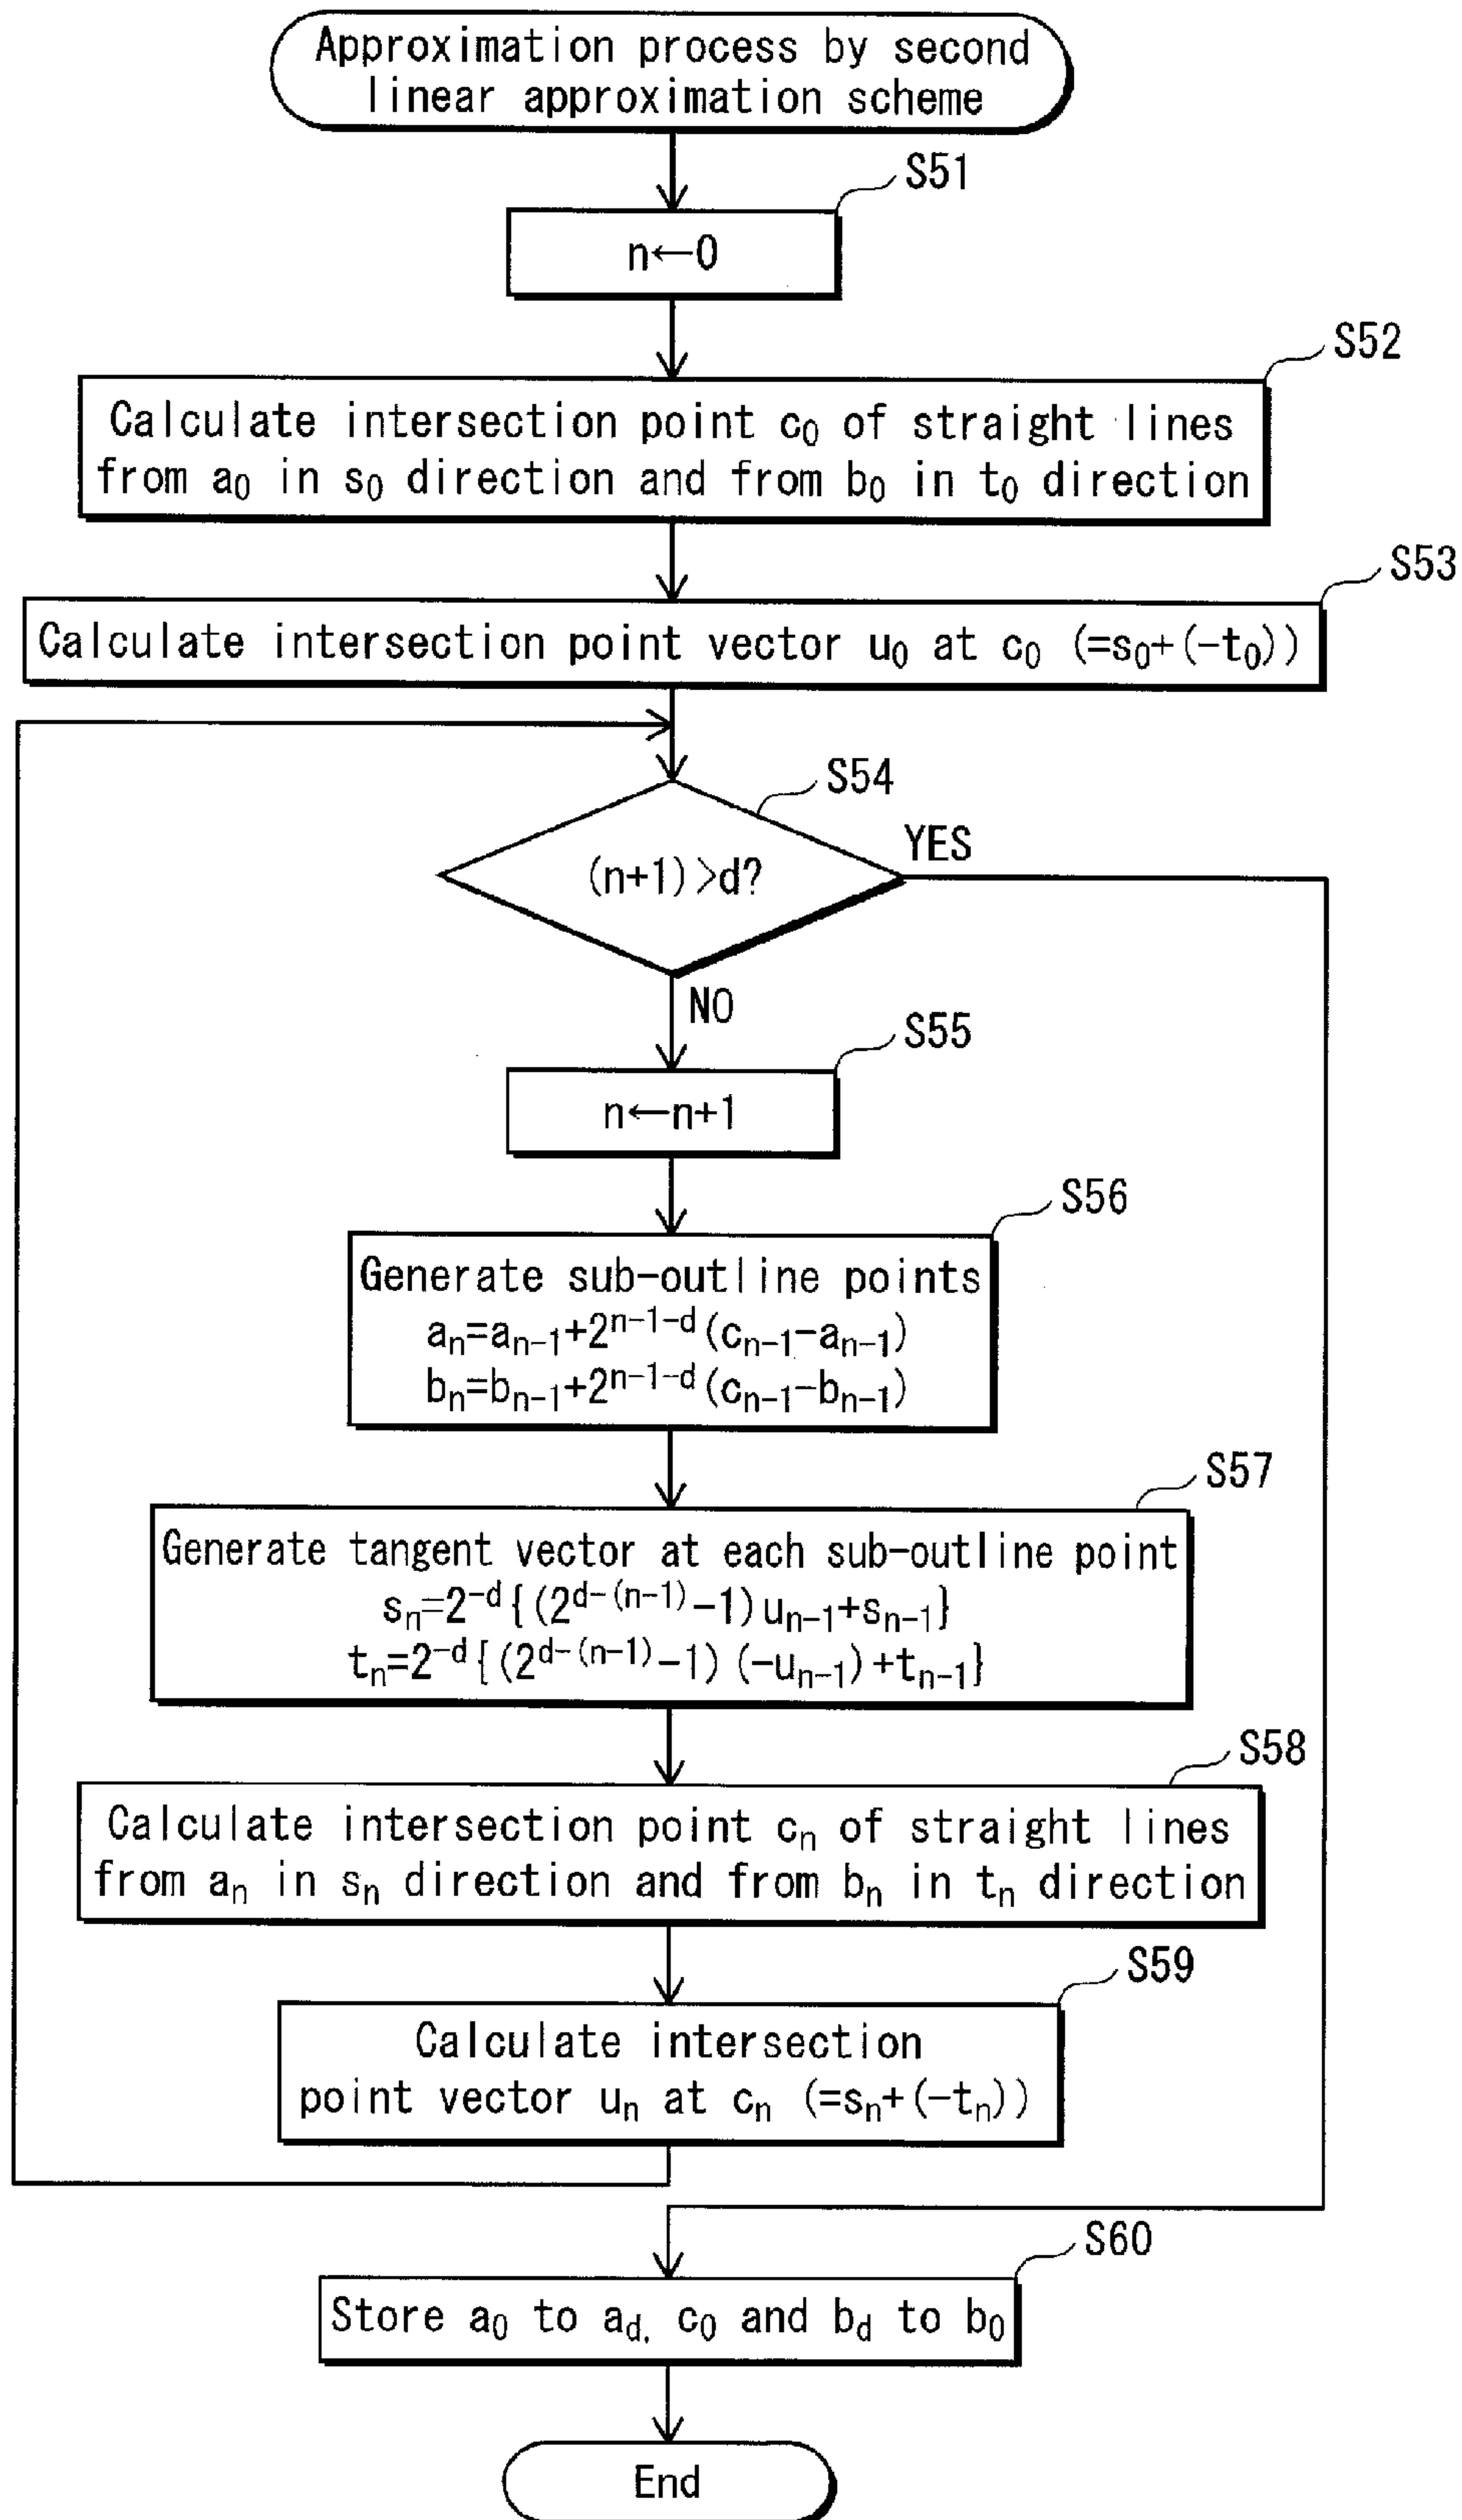 Approximation process by second
linear approximation scheme
S51
n←0
S52
Calculate intersection point c₀ of straight lines
from a₀ in s₀ direction and from b₀ in t₀ direction
S53
Calculate intersection point vector u₀ at c₀ (=s₀+(-t₀))
S54
(n+1)>d?
YES
NO
S55
n←n+1
S56
Generate sub-outline points
aₙ=aₙ₋₁+2ⁿ⁻¹⁻ᵈ(cₙ₋₁-aₙ₋₁)
bₙ=bₙ₋₁+2ⁿ⁻¹⁻ᵈ(cₙ₋₁-bₙ₋₁)
S57
Generate tangent vector at each sub-outline point
sₙ=2⁻ᵈ{(2ᵈ⁻⁽ⁿ⁻¹⁾-1)uₙ₋₁+sₙ₋₁}
tₙ=2⁻ᵈ{(2ᵈ⁻⁽ⁿ⁻¹⁾-1)(-uₙ₋₁)+tₙ₋₁}
S58
Calculate intersection point cₙ of straight lines
from aₙ in sₙ direction and from bₙ in tₙ direction
S59
Calculate intersection
point vector uₙ at cₙ (=sₙ+(-tₙ))
S60
Store a₀ to a_d, c₀ and b_d to b₀
End